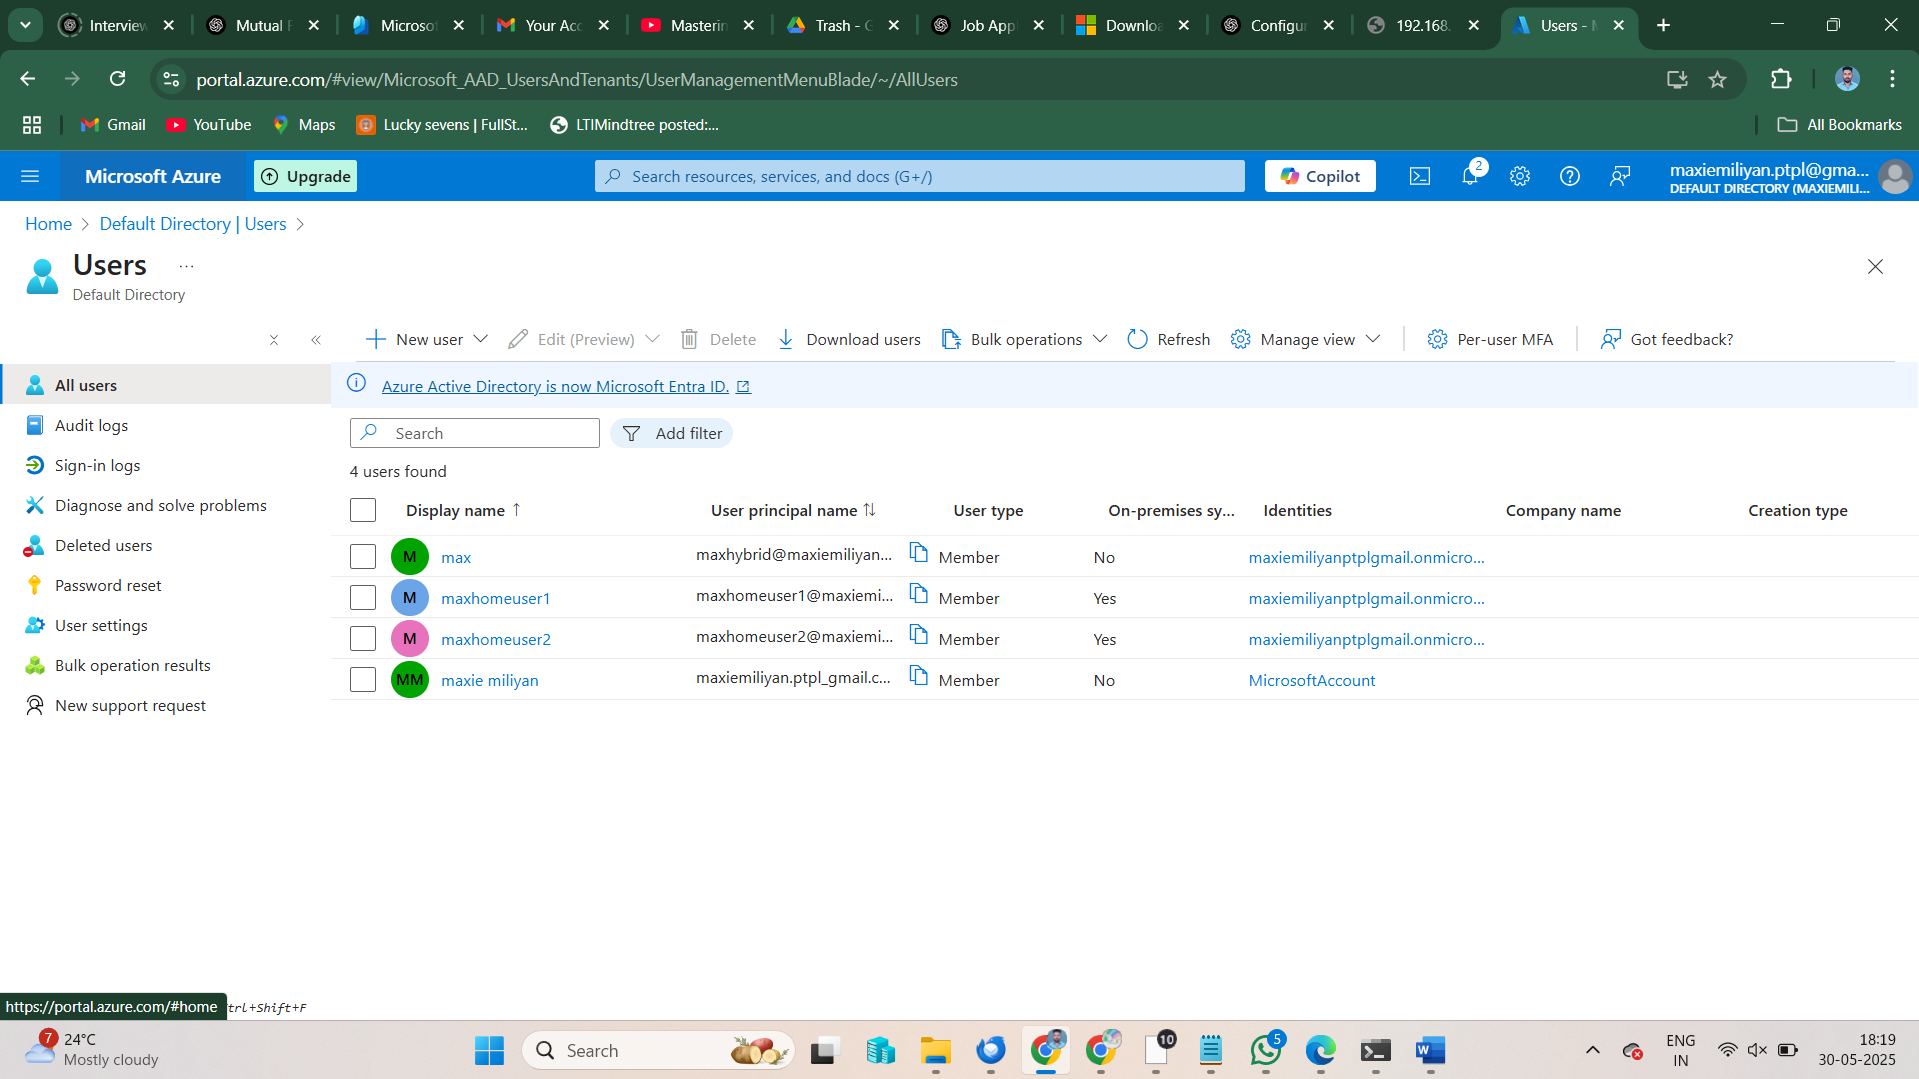 Interview
Mutual F
Microsof
Your Acc
Masterin
Trash - G
Job App
Downloa
Configur
192.168.
Users - M
portal.azure.com/#view/Microsoft_AAD_UsersAndTenants/UserManagementMenuBlade/~/AllUsers
Gmail
YouTube
Maps
Lucky sevens | FullSt...
LTIMindtree posted:...
All Bookmarks
Microsoft Azure
Upgrade
Search resources, services, and docs (G+/)
Copilot
2
maxiemiliyan.ptpl@gma...
DEFAULT DIRECTORY (MAXIEMILI...
Home > Default Directory | Users >
Users ...
Default Directory
New user
Edit (Preview)
Delete
Download users
Bulk operations
Refresh
Manage view
Per-user MFA
Got feedback?
All users
Audit logs
Sign-in logs
Diagnose and solve problems
Deleted users
Password reset
User settings
Bulk operation results
New support request
Azure Active Directory is now Microsoft Entra ID.
Search
Add filter
4 users found
Display name ↑ User principal name ↑↓ User type On-premises sy... Identities Company name Creation type
M max maxhybrid@maxiemiliyan... Member No maxiemiliyanptplgmail.onmicro...
M maxhomeuser1 maxhomeuser1@maxiemi... Member Yes maxiemiliyanptplgmail.onmicro...
M maxhomeuser2 maxhomeuser2@maxiemi... Member Yes maxiemiliyanptplgmail.onmicro...
MM maxie miliyan maxiemiliyan.ptpl_gmail.c... Member No MicrosoftAccount
https://portal.azure.com/#home
trl+Shift+F
7
24°C
Mostly cloudy
Search
10
5
ENG
IN
18:19
30-05-2025